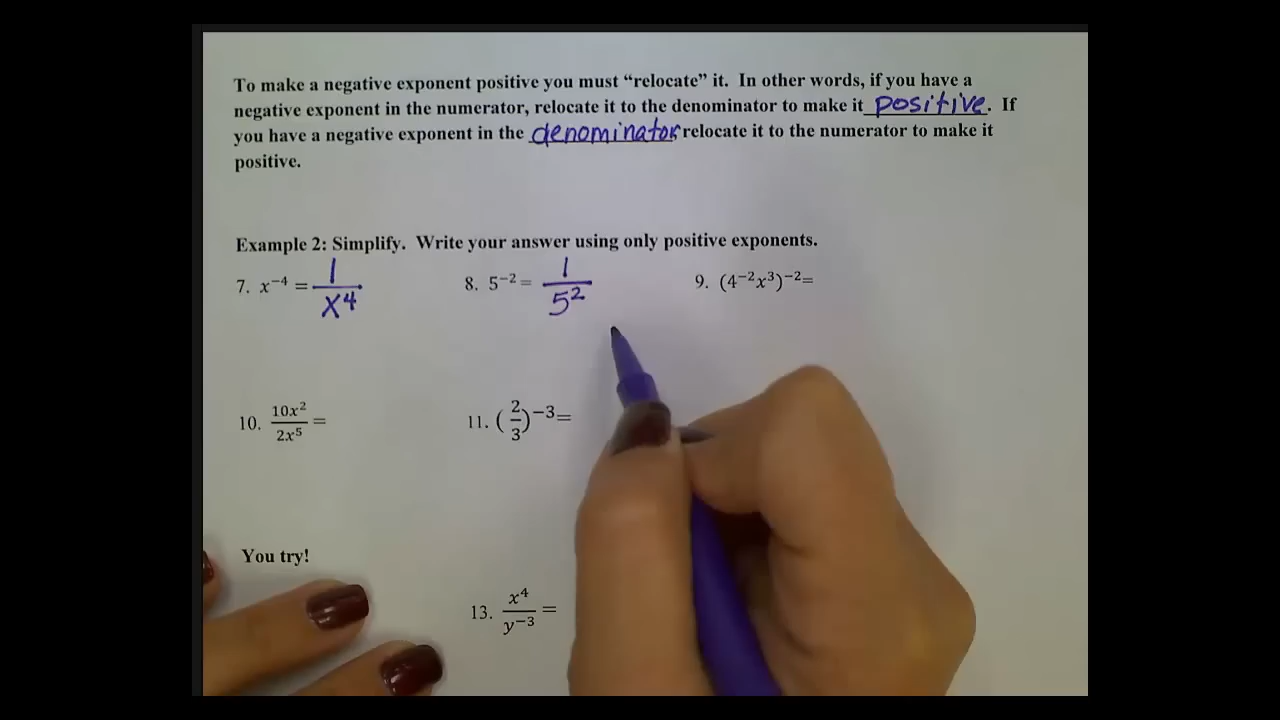 To make a negative exponent positive you must “relocate” it. In other words, if you have a
negative exponent in the numerator, relocate it to the denominator to make it positive. If
you have a negative exponent in the denominator, relocate it to the numerator to make it
positive.
Example 2: Simplify. Write your answer using only positive exponents.
7. x⁻⁴ = 1/x⁴ 8. 5⁻² = 1/5² 9. (4⁻²x³)⁻²=
10. 10x²/2x⁵ = 11. (2/3)⁻³=
You try!
13. x⁴/y⁻³ =